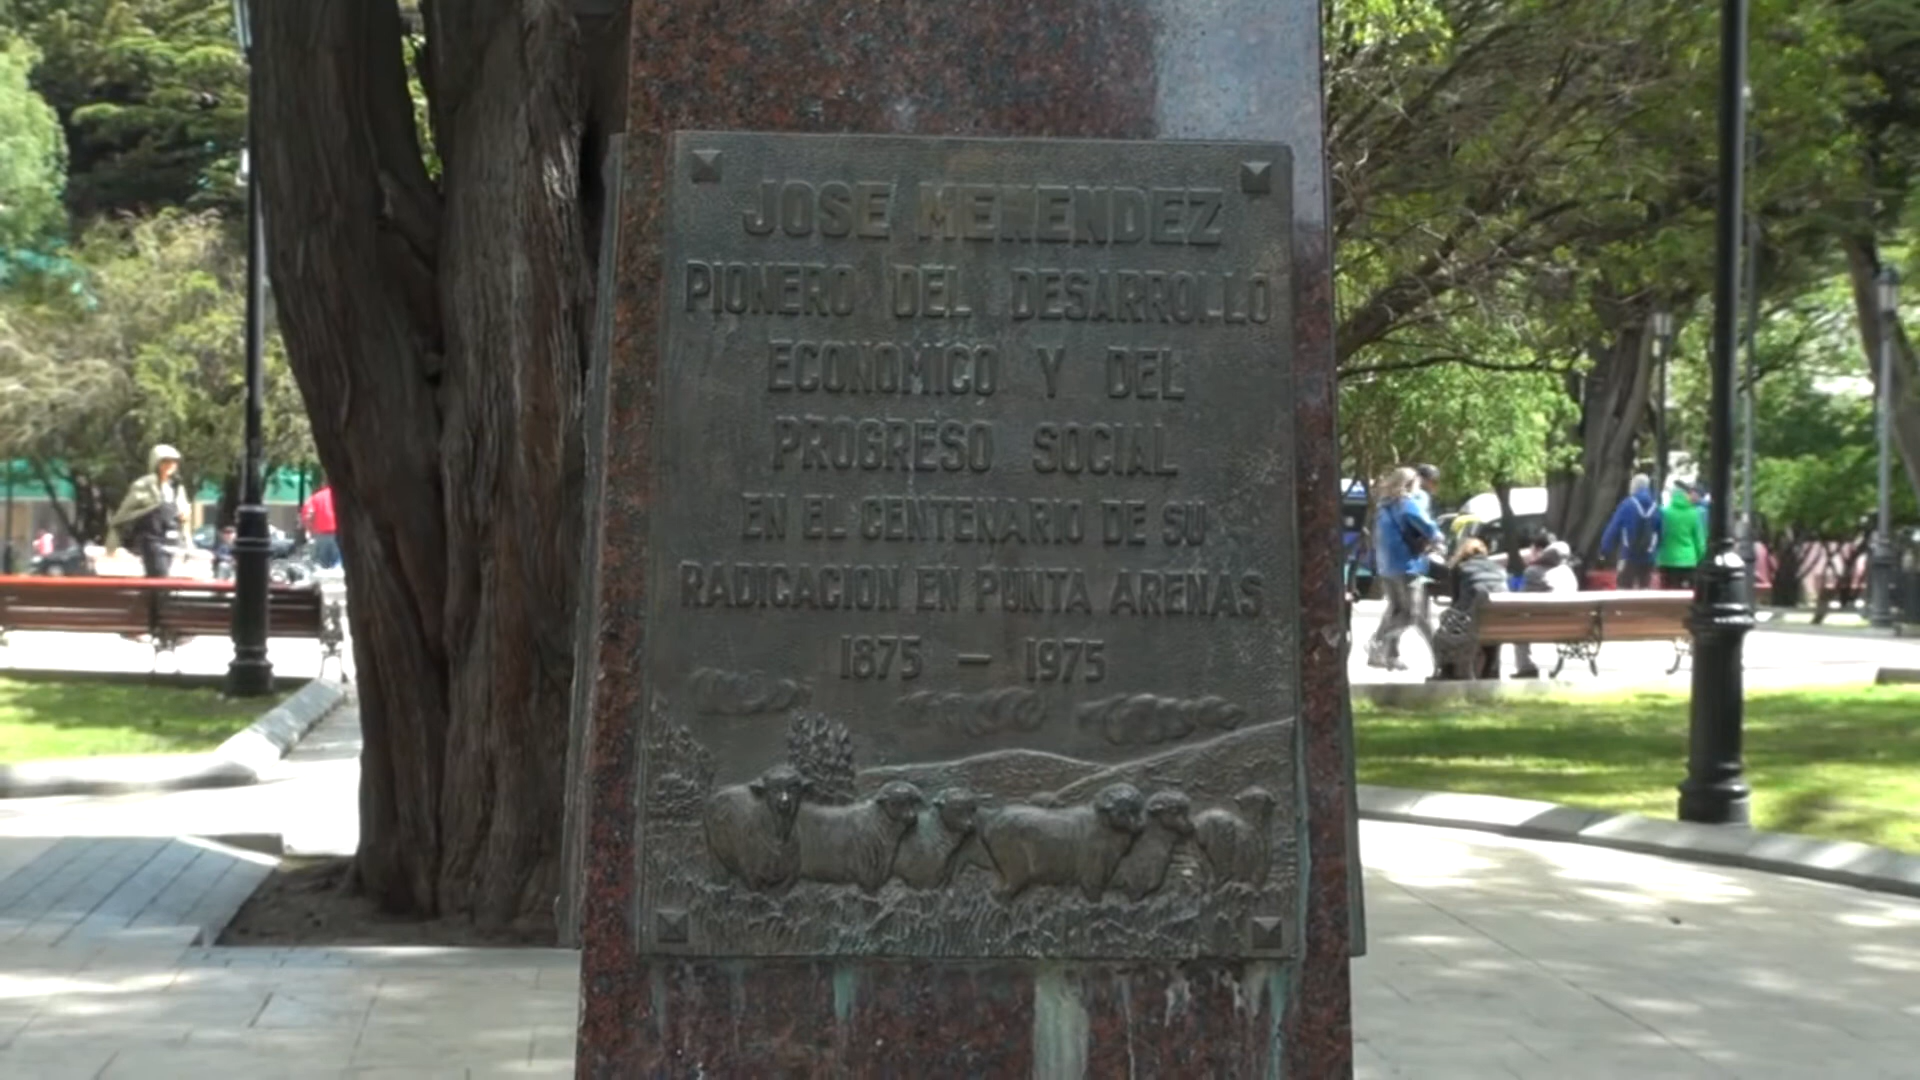 JOSE MENENDEZ
PIONERO DEL DESARROLLO
ECONOMICO Y DEL
PROGRESO SOCIAL
EN EL CENTENARIO DE SU
RADICACION EN PUNTA ARENAS
1875 — 1975